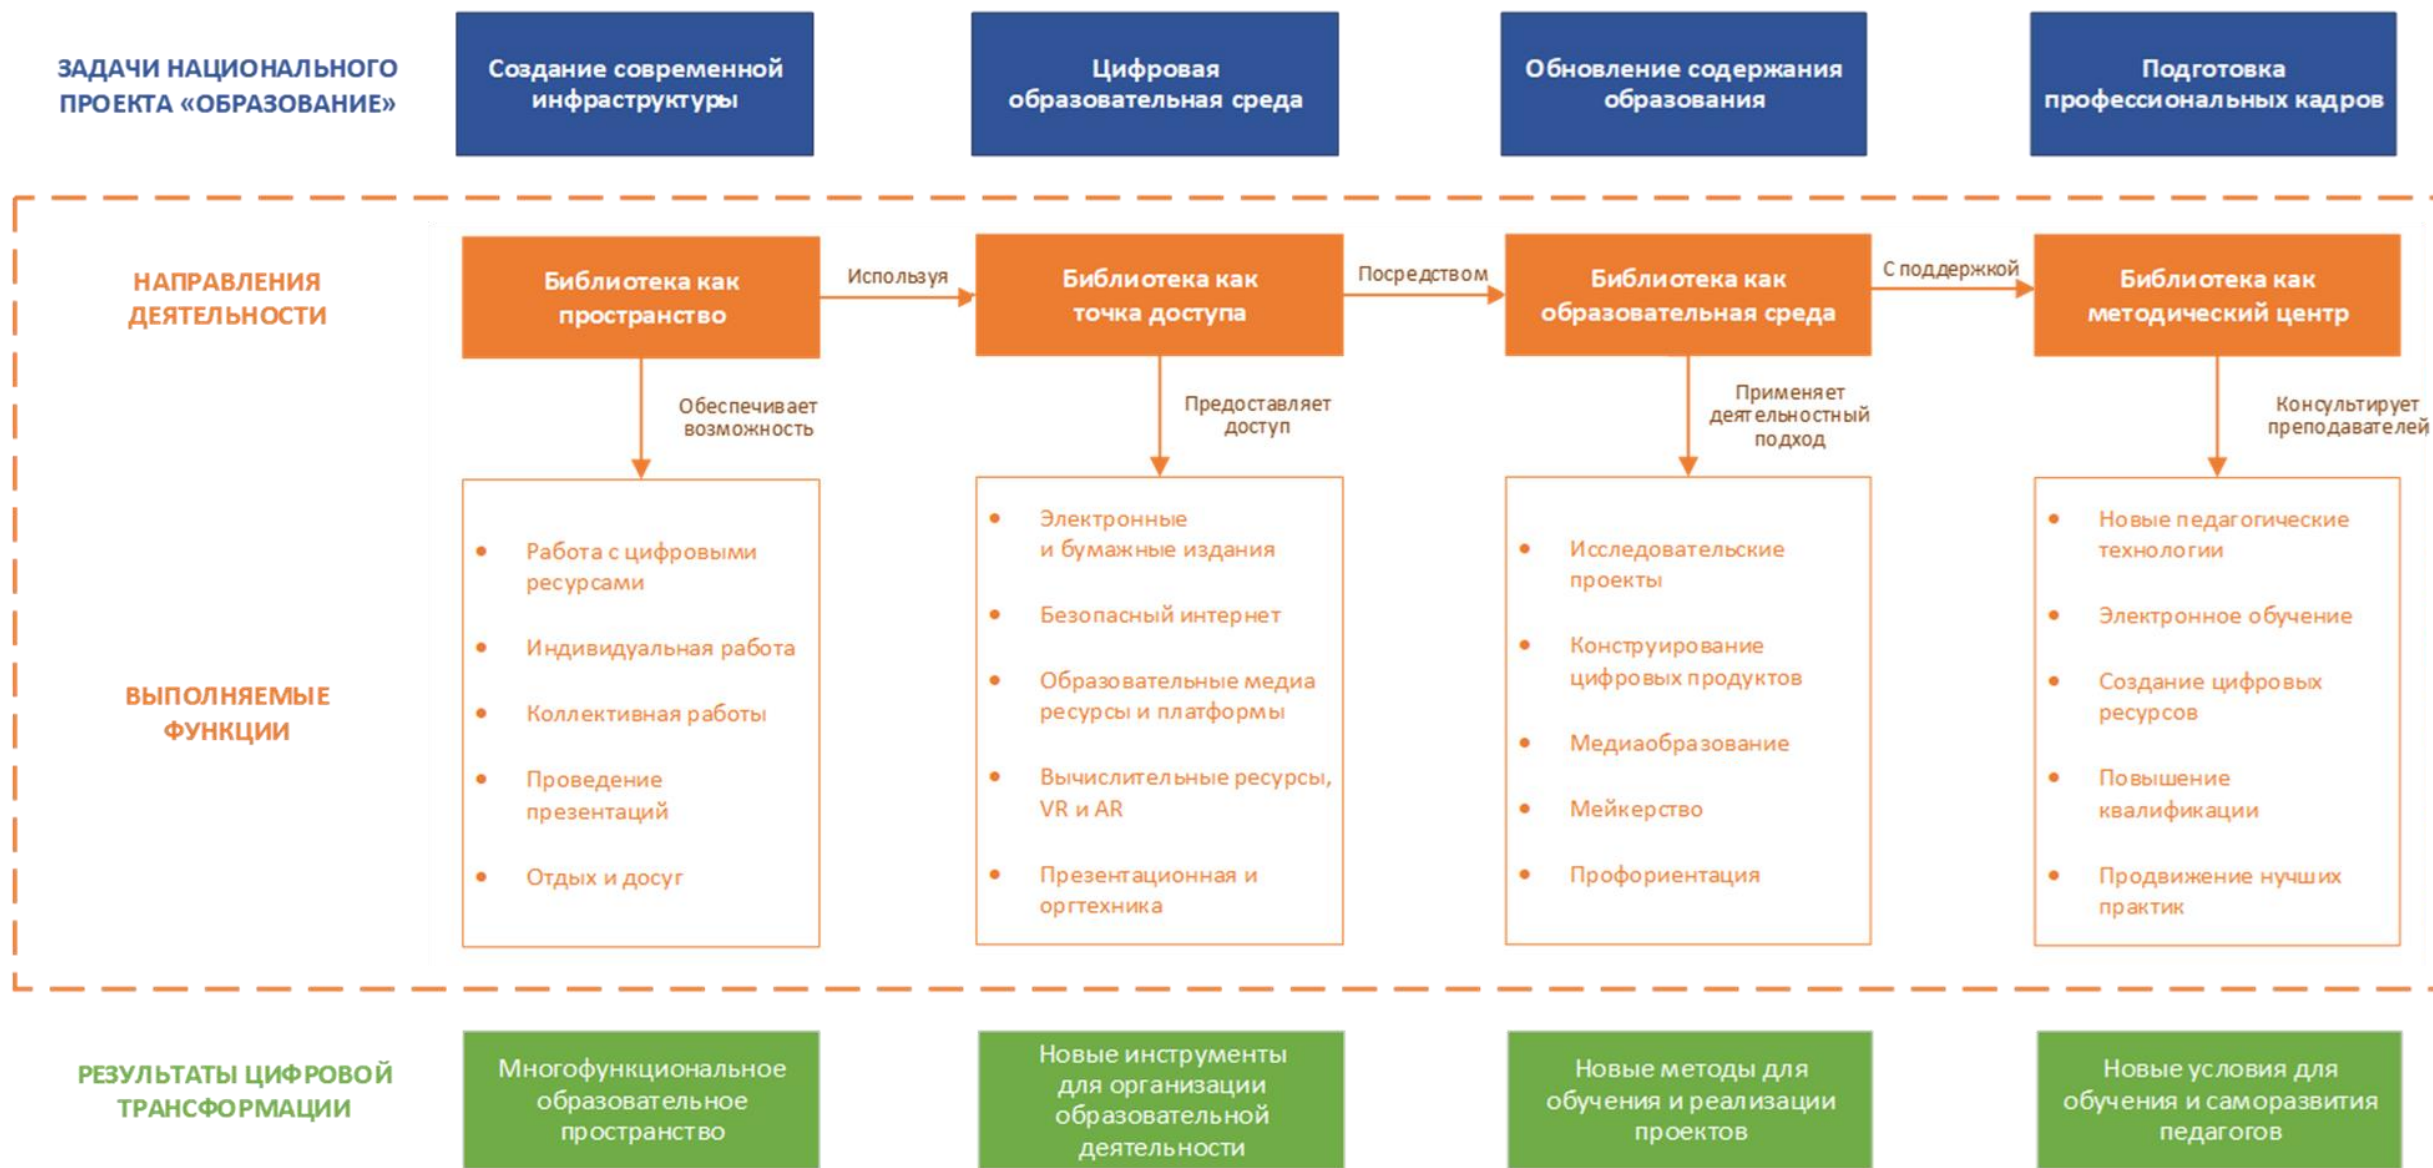 ЗАДАЧИ НАЦИОНАЛЬНОГО
ПРОЕКТА «ОБРАЗОВАНИЕ»
Создание современной
инфраструктуры
Цифровая
образовательная среда
Обновление содержания
образования
Подготовка
профессиональных кадров
НАПРАВЛЕНИЯ
ДЕЯТЕЛЬНОСТИ
Библиотека как
пространство
Используя
Библиотека как
точка доступа
Посредством
Библиотека как
образовательная среда
С поддержкой
Библиотека как
методический центр
Обеспечивает
возможность
Предоставляет
доступ
Применяет
деятельностный
подход
Консультирует
преподавателей
ВЫПОЛНЯЕМЫЕ
ФУНКЦИИ
• Работа с цифровыми
ресурсами
• Индивидуальная работа
• Коллективная работы
• Проведение
презентаций
• Отдых и досуг
• Электронные
и бумажные издания
• Безопасный интернет
• Образовательные медиа
ресурсы и платформы
• Вычислительные ресурсы,
VR и AR
• Презентационная и
оргтехника
• Исследовательские
проекты
• Конструирование
цифровых продуктов
• Медиаобразование
• Мейкерство
• Профориентация
• Новые педагогические
технологии
• Электронное обучение
• Создание цифровых
ресурсов
• Повышение
квалификации
• Продвижение нучших
практик
РЕЗУЛЬТАТЫ ЦИФРОВОЙ
ТРАНСФОРМАЦИИ
Многофункциональное
образовательное
пространство
Новые инструменты
для организации
образовательной
деятельности
Новые методы для
обучения и реализации
проектов
Новые условия для
обучения и саморазвития
педагогов